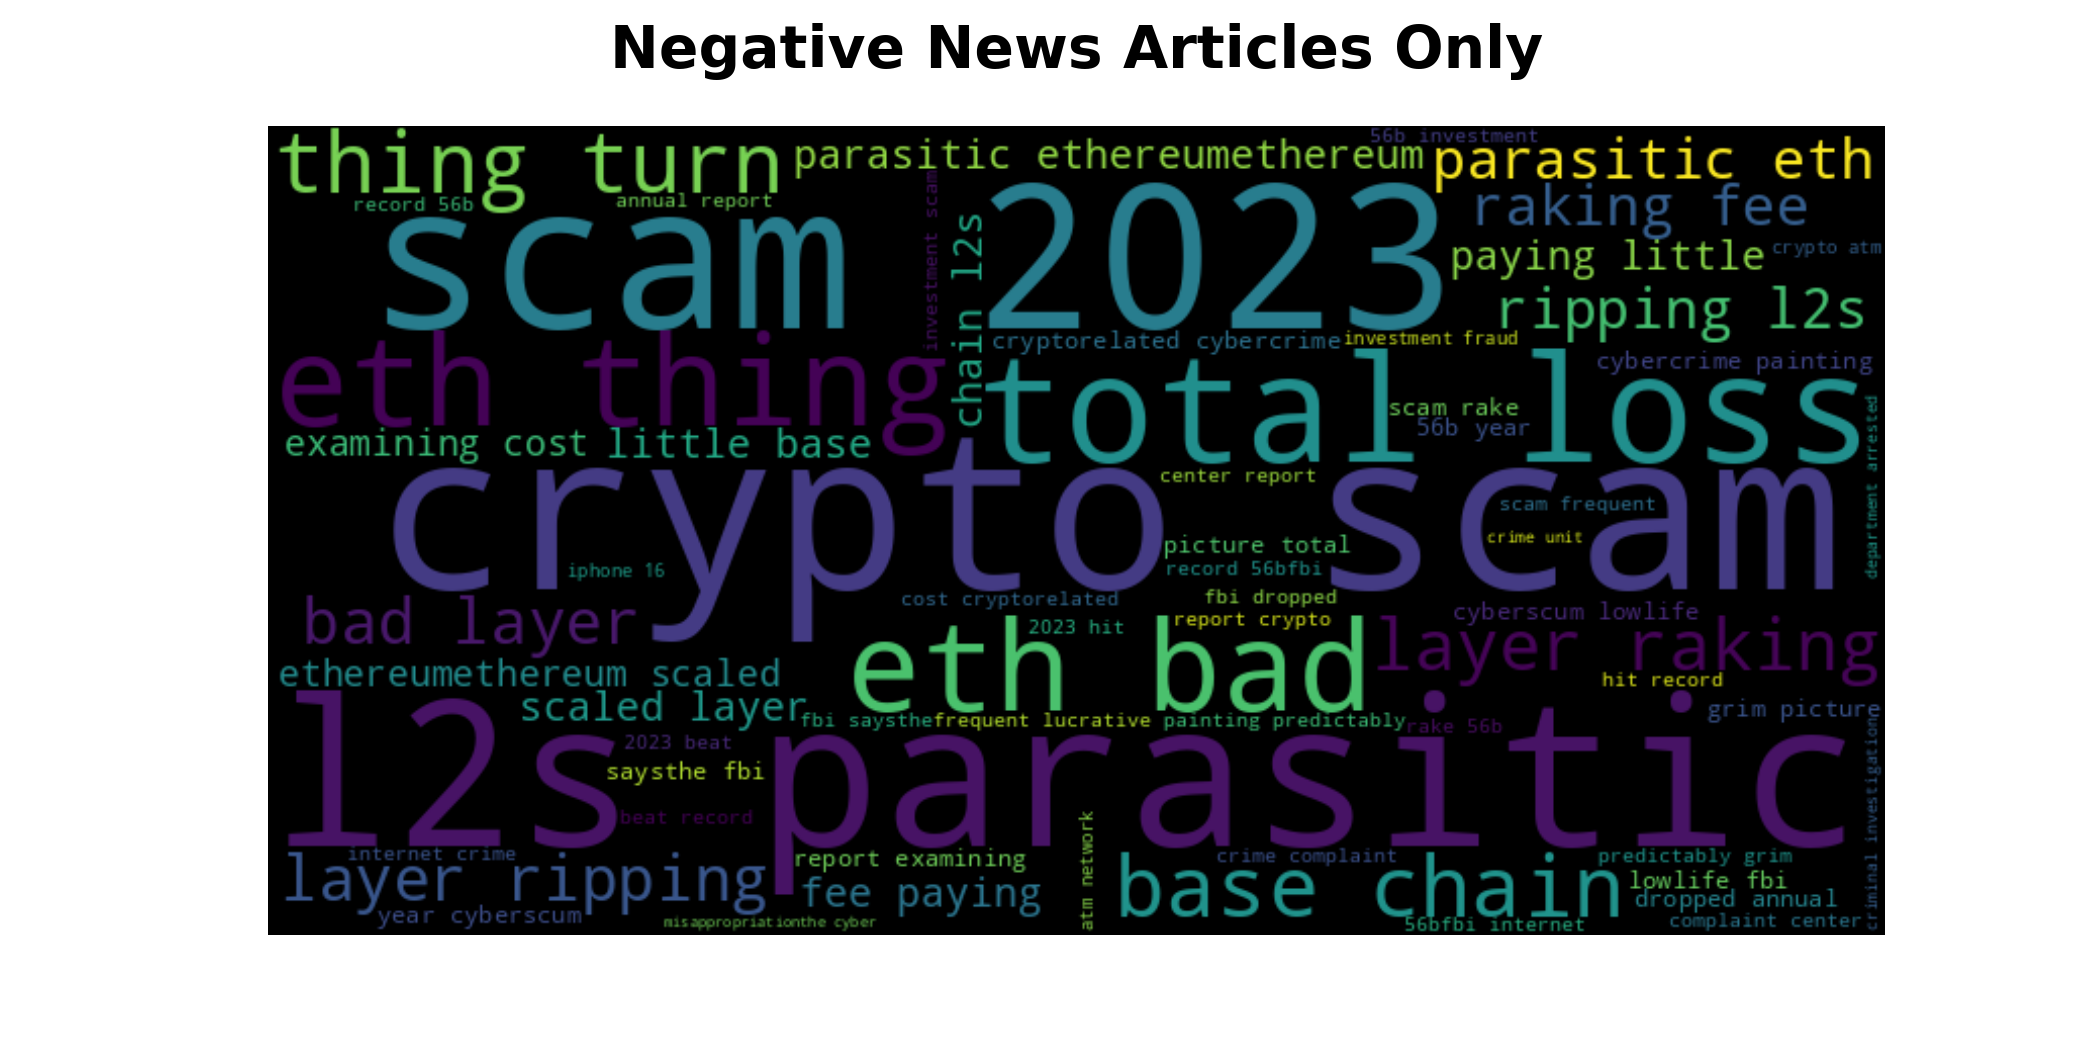 Negative News Articles Only
thing turn
parasitic ethereumethereum
56b investment
parasitic eth
record 56b
annual report
investment scam
raking fee
scam
2023
chain l2s
paying little
crypto atm
ripping l2s
eth thing
cryptorelated cybercrime
investment fraud
cybercrime painting
total loss
scam rake
56b year
department arrested
examining cost
little base
crypto scam
center report
scam frequent
crime unit
picture total
record 56bfbi
iphone 16
bad layer
cost cryptorelated
fbi dropped
report crypto
2023 hit
cyberscum lowlife
eth bad
layer raking
ethereumethereum scaled
hit record
scaled layer
fbi saysthe
frequent lucrative
painting predictably
rake 56b
grim picture
l2s parasitic
2023 beat
saysthe fbi
beat record
criminal investigation
internet crime
layer ripping
report examining
atm network
crime complaint
predictably grim
fee paying
base chain
lowlife fbi
dropped annual
year cyberscum
misappropriationthe cyber
56bfbi internet
complaint center